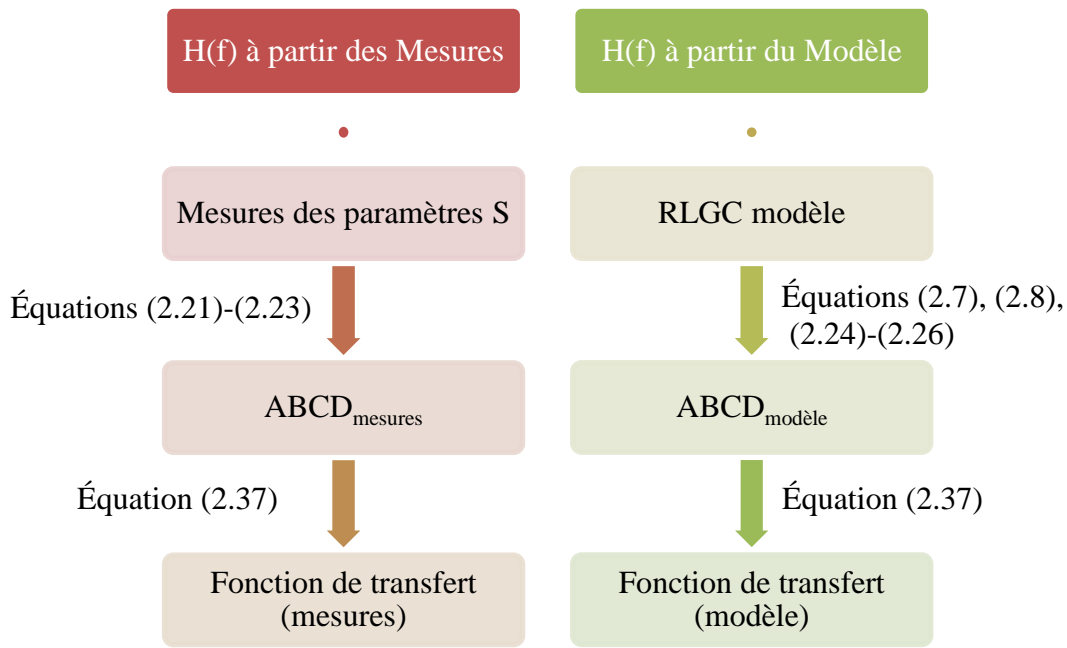 H(f) à partir des Mesures
Mesures des paramètres S
Équations (2.21)-(2.23)
ABCDmesures
Équation (2.37)
Fonction de transfert
(mesures)
H(f) à partir du Modèle
RLGC modèle
Équations (2.7), (2.8),
(2.24)-(2.26)
ABCDmodèle
Équation (2.37)
Fonction de transfert
(modèle)